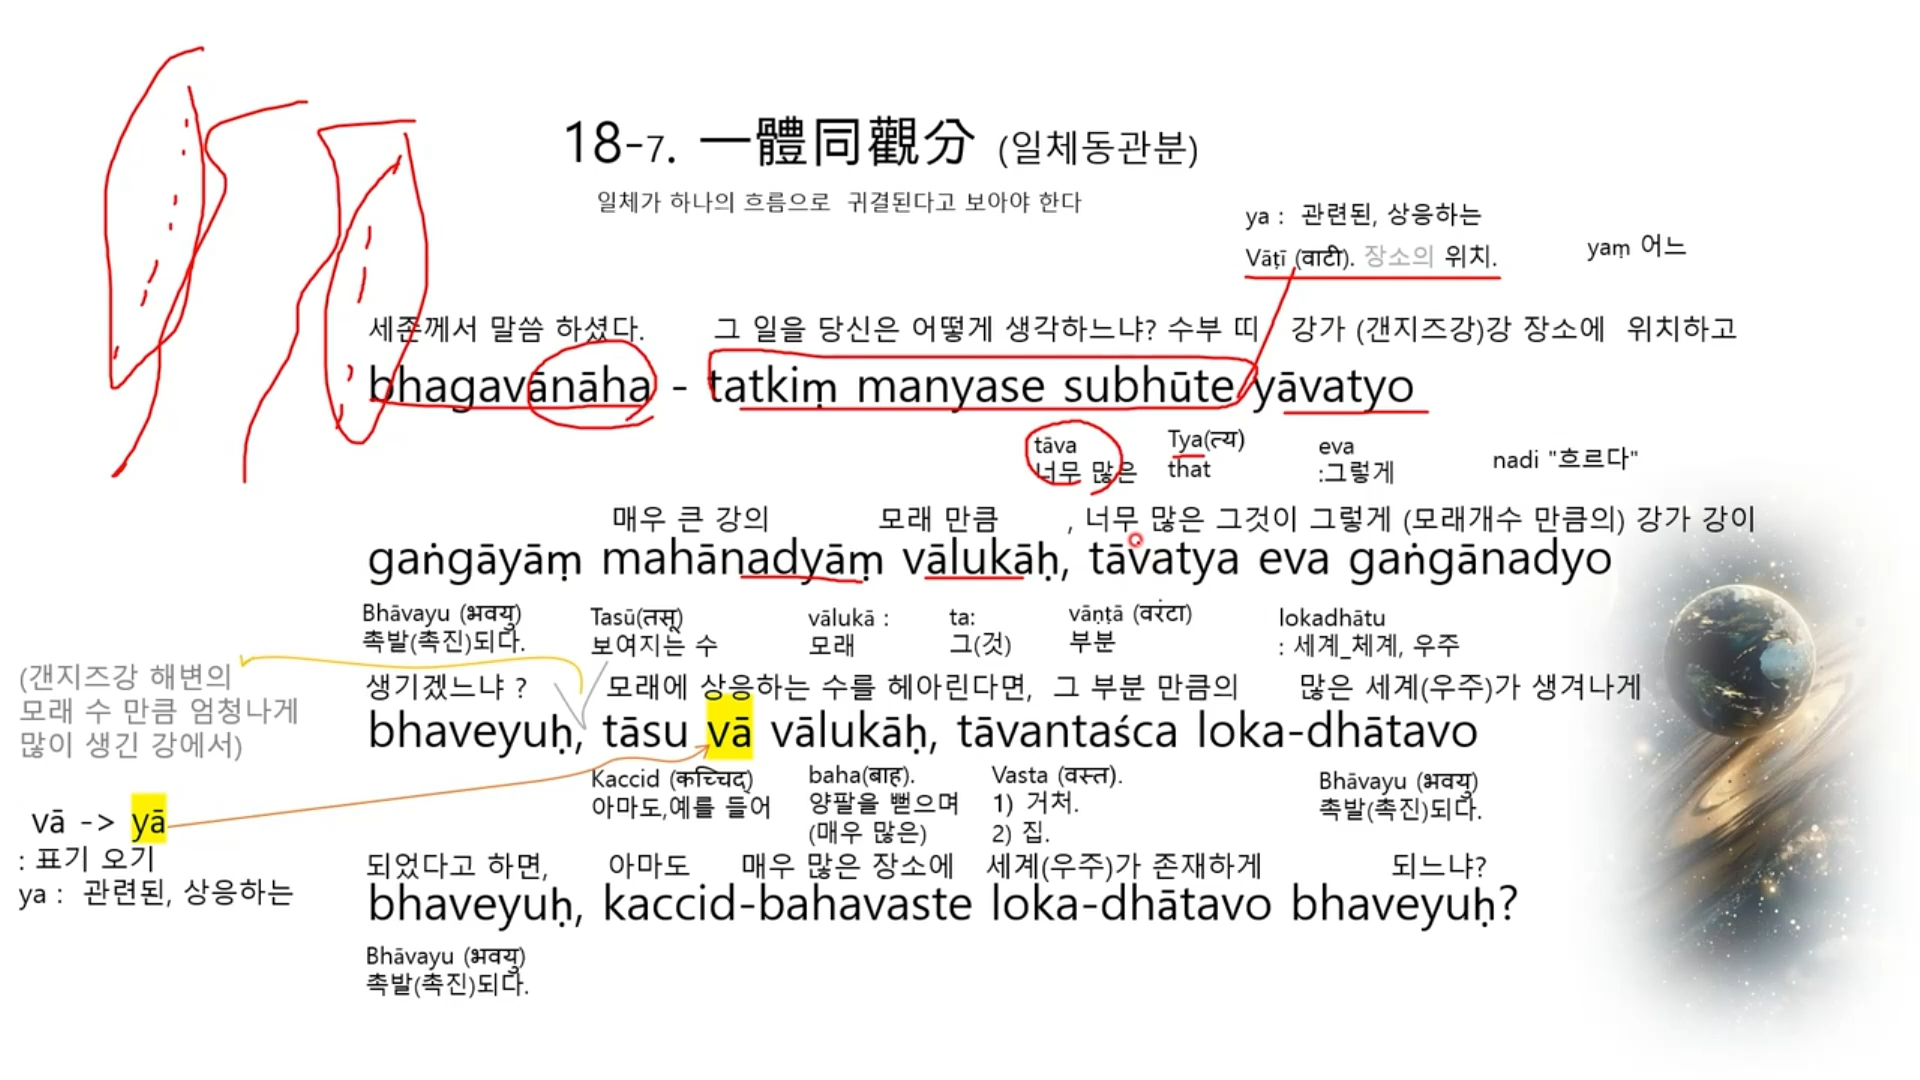 18-7. 一體同觀分 (일체동관분)
일체가 하나의 흐름으로 귀결된다고 보아야 한다
ya : 관련된, 상응하는
Vāṭī (वाटी). 장소의 위치.
yaṃ 어느
세존께서 말씀 하셨다. 그 일을 당신은 어떻게 생각하느냐? 수부 띠 강가 (갠지즈강)강 장소에 위치하고
bhagavānāha - tatkiṃ manyase subhūte yāvatyo
tāva Tya(त्य) eva nadi "흐르다"
너무 많은 that :그렇게
매우 큰 강의 모래 만큼 , 너무 많은 그것이 그렇게 (모래개수 만큼의) 강가 강이
gaṅgāyāṃ mahānadyāṃ vālukāḥ, tāvatya eva gaṅgānadyo
Bhāvayu (भवयु) Tasū(तसू) vālukā : ta: vāṇṭā (वरंटा) lokadhātu
촉발(촉진)되다. 보여지는 수 모래 그(것) 부분 : 세계_체계, 우주
(갠지즈강 해변의
모래 수 만큼 엄청나게
많이 생긴 강에서)
생기겠느냐 ? 모래에 상응하는 수를 헤아린다면, 그 부분 만큼의 많은 세계(우주)가 생겨나게
bhaveyuḥ, tāsu vā vālukāḥ, tāvantaśca loka-dhātavo
Kaccid (कच्चिद) baha(बाह). Vasta (वस्त). Bhāvayu (भवयु)
아마도,예를 들어 양팔을 뻗으며 1) 거처. 촉발(촉진)되다.
(매우 많은) 2) 집.
vā -> yā
: 표기 오기
ya : 관련된, 상응하는
되었다고 하면, 아마도 매우 많은 장소에 세계(우주)가 존재하게 되느냐?
bhaveyuḥ, kaccid-bahavaste loka-dhātavo bhaveyuḥ?
Bhāvayu (भवयु)
촉발(촉진)되다.